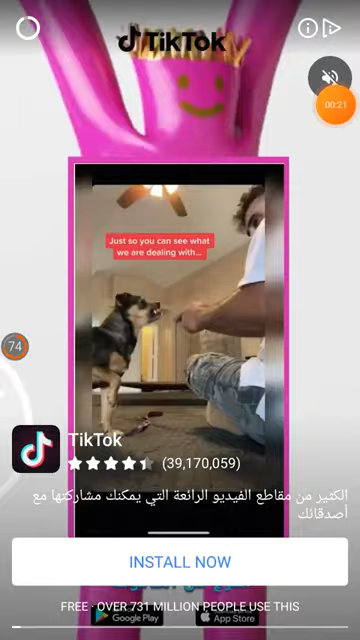 TikTok
00:21
Just so you can see what
we are dealing with...
74
TikTok
(39,170,059)
الكثير من مقاطع الفيديو الرائعة التي يمكنك مشاركتها مع
أصدقائك
INSTALL NOW
FREE · OVER 731 MILLION PEOPLE USE THIS
Google Play
App Store